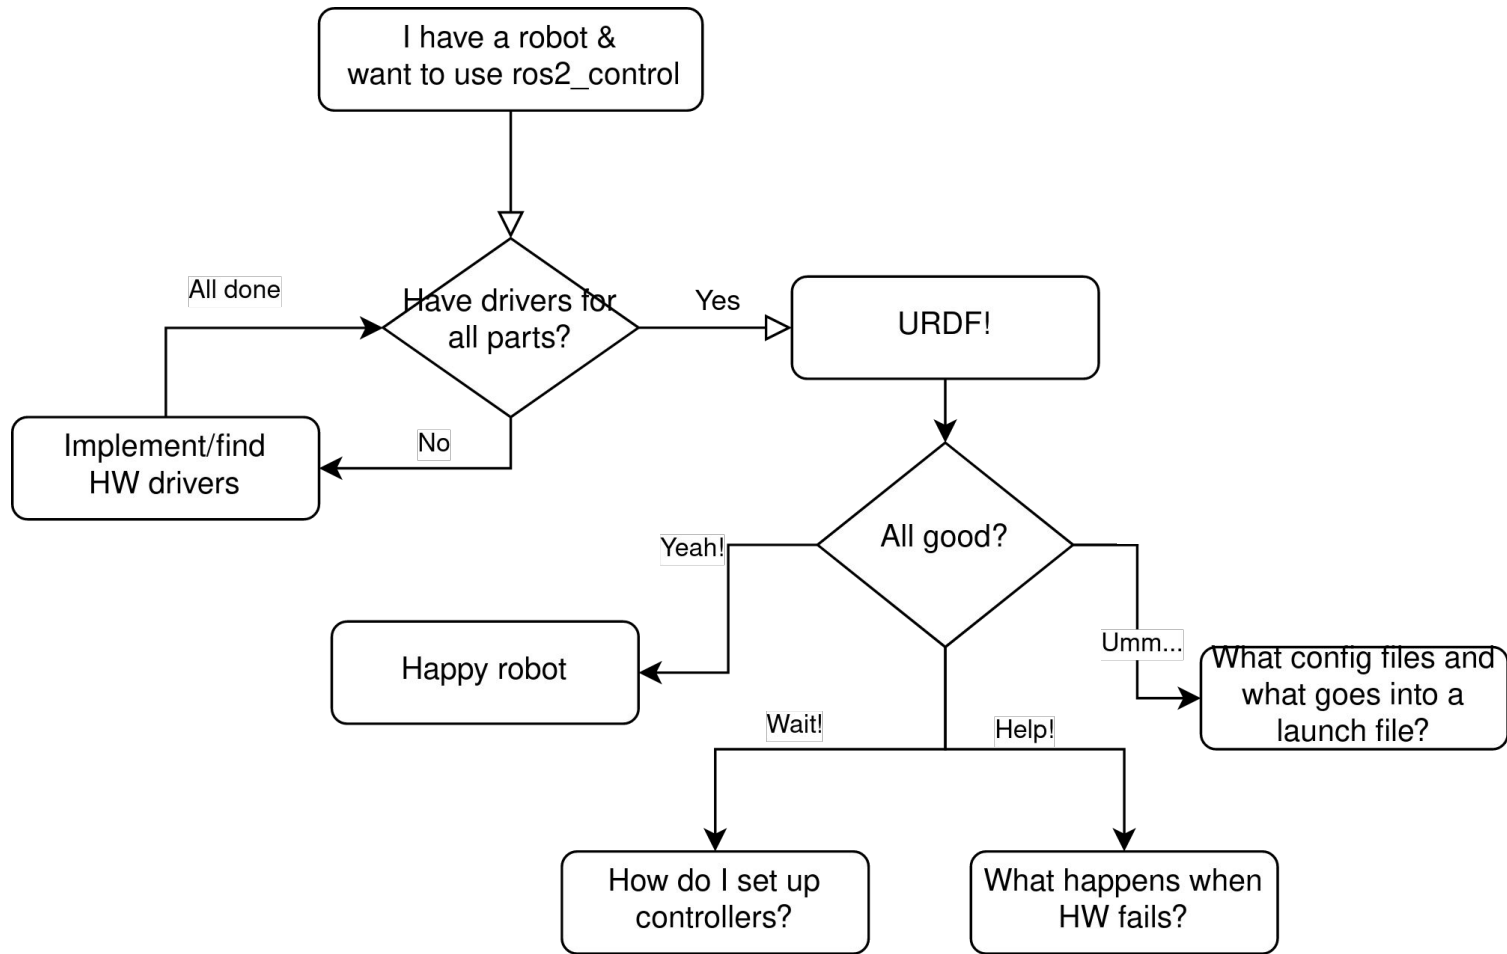 I have a robot &
want to use ros2_control
All done
Have drivers for
all parts?
Yes
URDF!
Implement/find
HW drivers
No
All good?
Yeah!
Happy robot
Umm...
What config files and
what goes into a
launch file?
Wait!
Help!
How do I set up
controllers?
What happens when
HW fails?